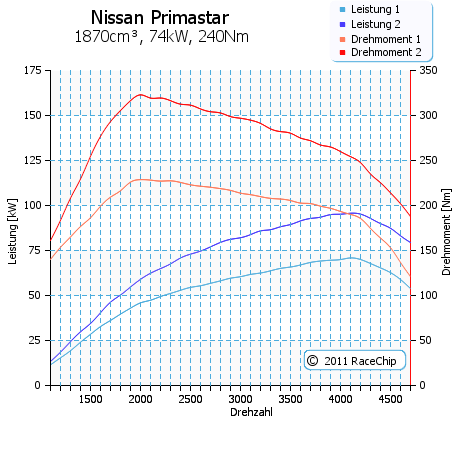 Nissan Primastar
1870cm³, 74kW, 240Nm
Leistung 1
Leistung 2
Drehmoment 1
Drehmoment 2
175
150
125
100
75
50
25
0
Leistung [kW]
350
300
250
200
150
100
50
0
Drehmoment [Nm]
1500 2000 2500 3000 3500 4000 4500
Drehzahl
© 2011 RaceChip